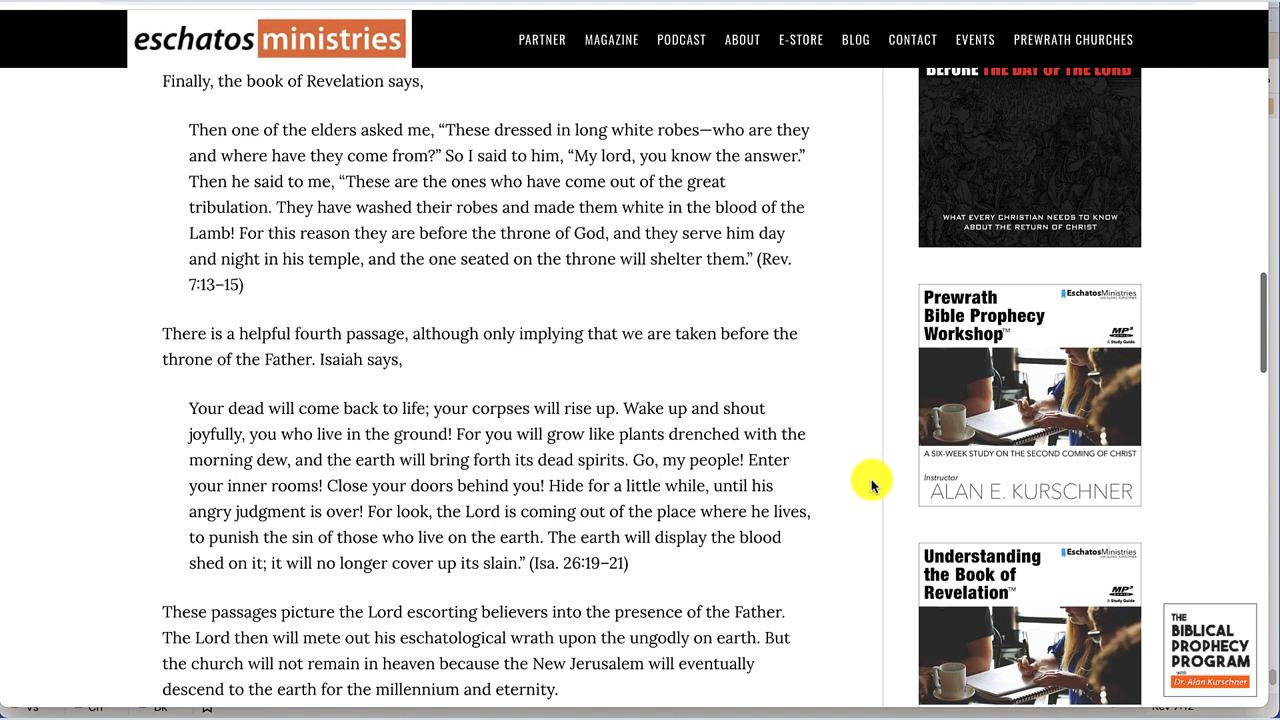 eschatos ministries
PARTNER MAGAZINE PODCAST ABOUT E-STORE BLOG CONTACT EVENTS PREWRATH CHURCHES
Finally, the book of Revelation says,
Then one of the elders asked me, “These dressed in long white robes—who are they
and where have they come from?” So I said to him, “My lord, you know the answer.”
Then he said to me, “These are the ones who have come out of the great
tribulation. They have washed their robes and made them white in the blood of the
Lamb! For this reason they are before the throne of God, and they serve him day
and night in his temple, and the one seated on the throne will shelter them.” (Rev.
7:13–15)
There is a helpful fourth passage, although only implying that we are taken before the
throne of the Father. Isaiah says,
Your dead will come back to life; your corpses will rise up. Wake up and shout
joyfully, you who live in the ground! For you will grow like plants drenched with the
morning dew, and the earth will bring forth its dead spirits. Go, my people! Enter
your inner rooms! Close your doors behind you! Hide for a little while, until his
angry judgment is over! For look, the Lord is coming out of the place where he lives,
to punish the sin of those who live on the earth. The earth will display the blood
shed on it; it will no longer cover up its slain.” (Isa. 26:19–21)
These passages picture the Lord escorting believers into the presence of the Father.
The Lord then will mete out his eschatological wrath upon the ungodly on earth. But
the church will not remain in heaven because the New Jerusalem will eventually
descend to the earth for the millennium and eternity.
BEFORE THE DAY OF THE LORD
WHAT EVERY CHRISTIAN NEEDS TO KNOW
ABOUT THE RETURN OF CHRIST
Prewrath
Bible Prophecy
Workshop™
EschatosMinistries
MP3
& Study Guide
A SIX-WEEK STUDY ON THE SECOND COMING OF CHRIST
Instructor
ALAN E. KURSCHNER
Understanding
the Book of
Revelation™
EschatosMinistries
MP3
& Study Guide
THE
BIBLICAL
PROPHECY
PROGRAM
with
Dr. Alan Kurschner